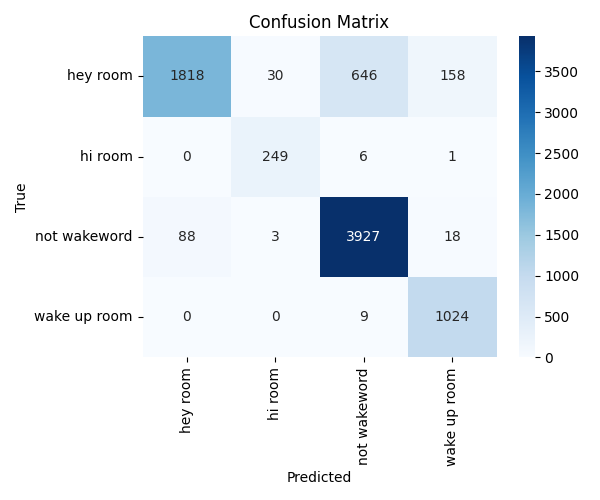 Confusion Matrix
True
hey room 1818 30 646 158
hi room 0 249 6 1
not wakeword 88 3 3927 18
wake up room 0 0 9 1024
hey room
hi room
not wakeword
wake up room
Predicted
3500
3000
2500
2000
1500
1000
500
0